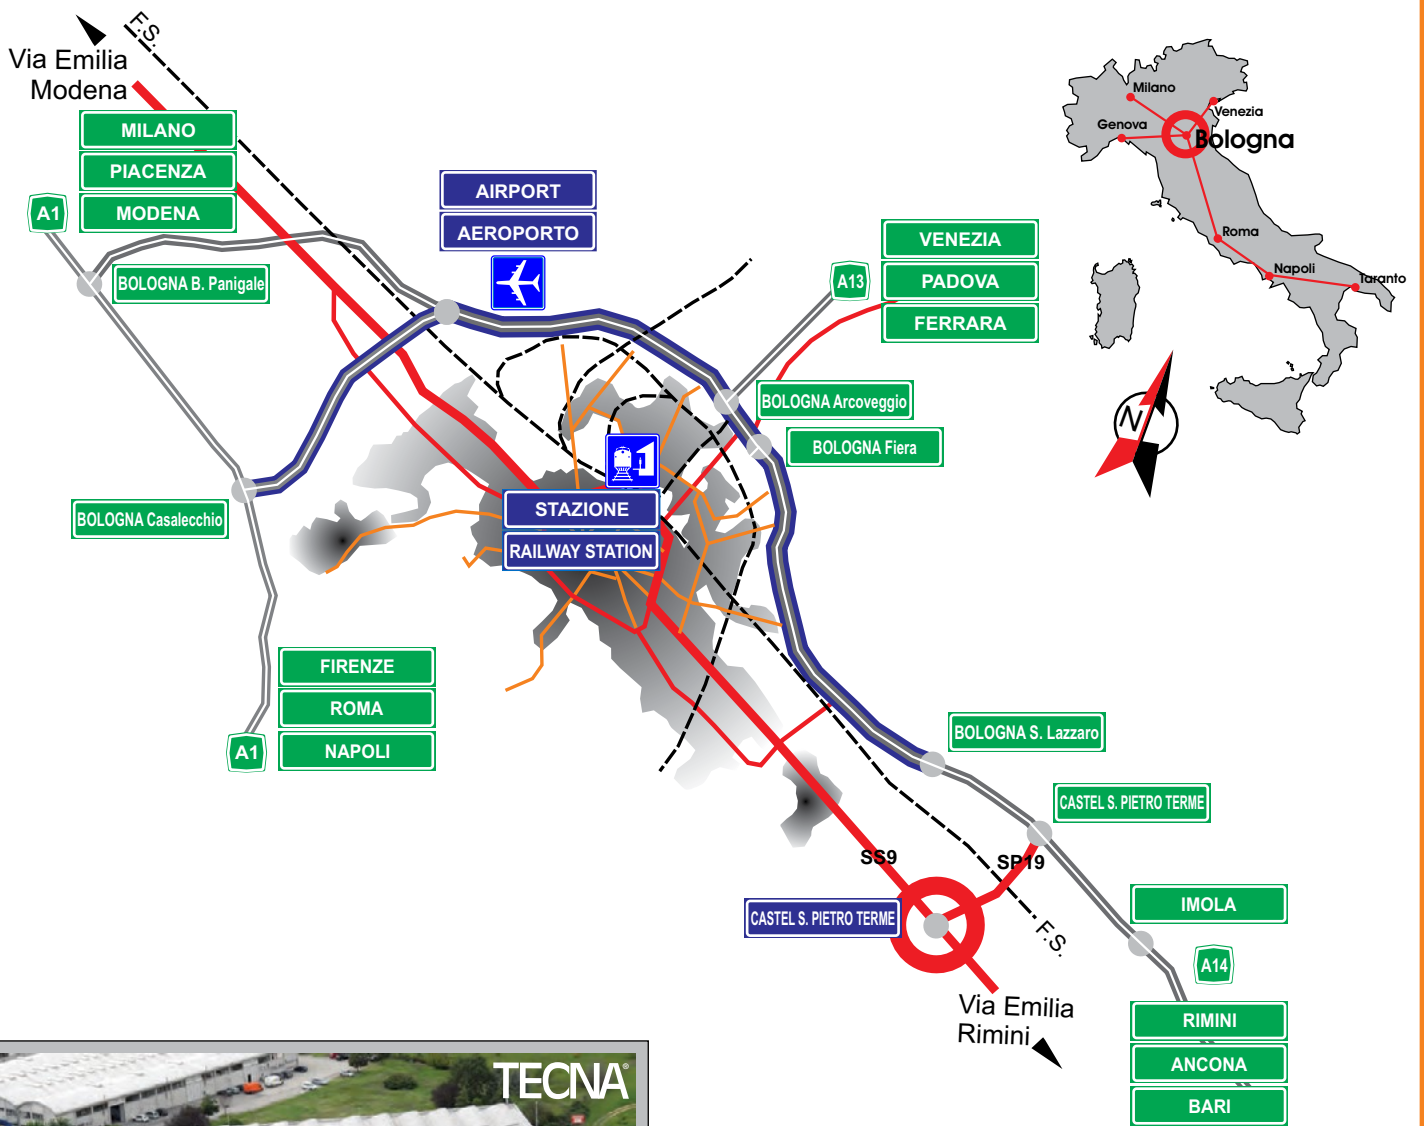 F.S.
Via Emilia
Modena
MILANO
PIACENZA
MODENA
A1
BOLOGNA B. Panigale
AIRPORT
AEROPORTO
VENEZIA
PADOVA
FERRARA
A13
BOLOGNA Arcoveggio
BOLOGNA Fiera
BOLOGNA Casalecchio
STAZIONE
RAILWAY STATION
FIRENZE
ROMA
NAPOLI
A1
BOLOGNA S. Lazzaro
CASTEL S. PIETRO TERME
SS9
SP19
CASTEL S. PIETRO TERME
F.S.
IMOLA
A14
Via Emilia
Rimini
RIMINI
ANCONA
BARI
Milano
Venezia
Genova
Bologna
Roma
Napoli
Taranto
N
TECNA®